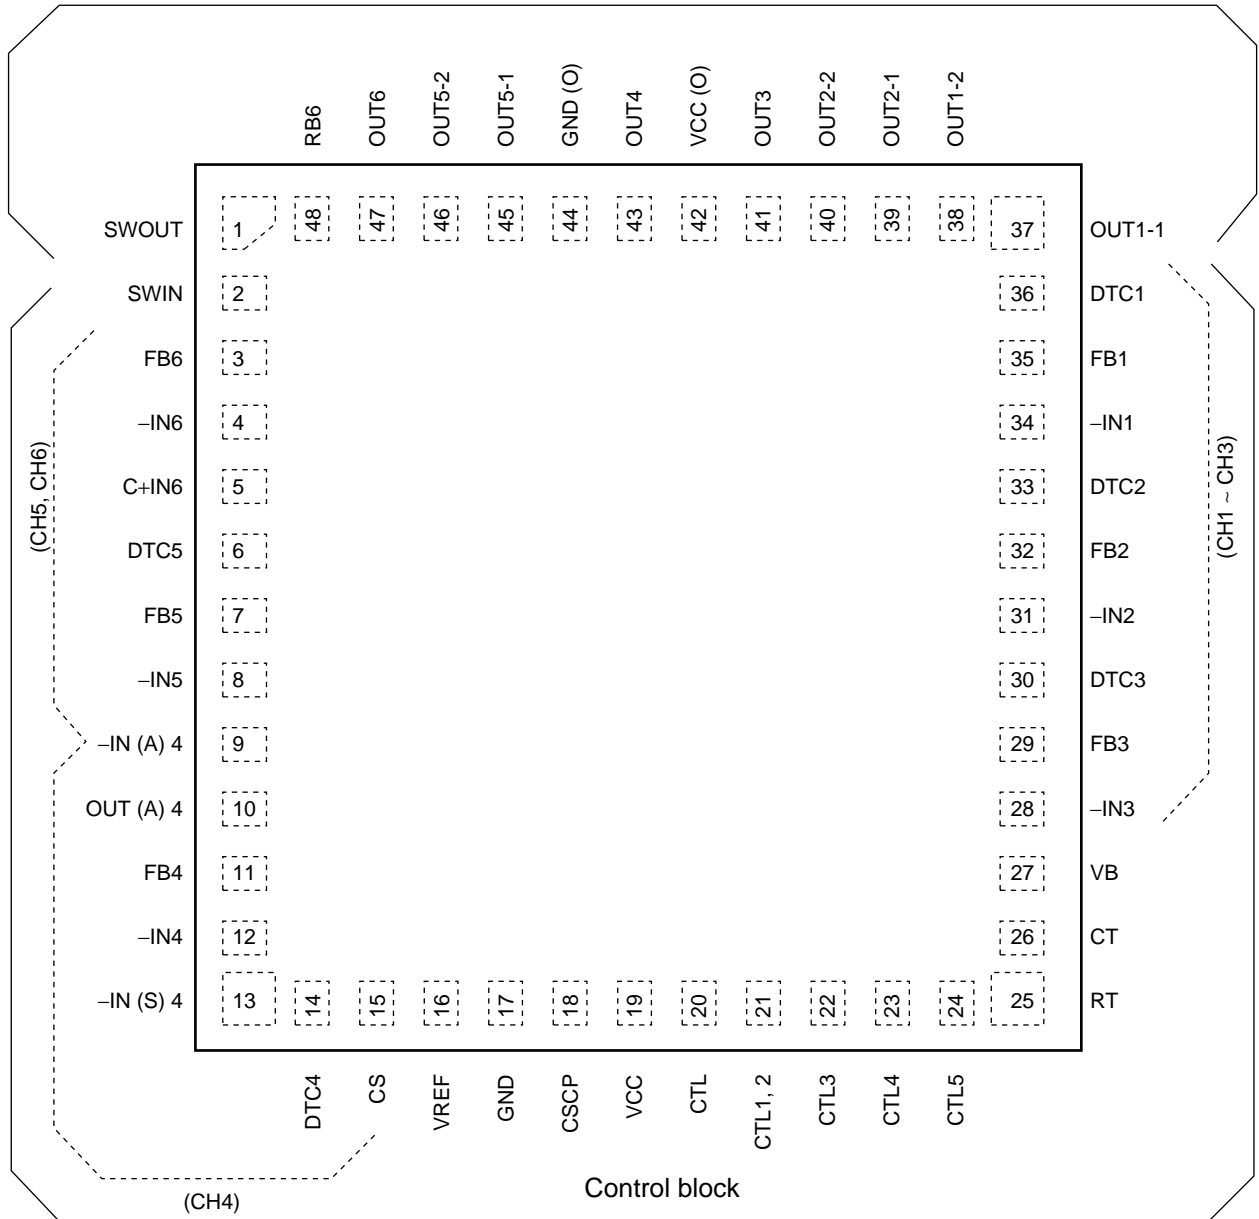 RB6
OUT6
OUT5-2
OUT5-1
GND (O)
OUT4
VCC (O)
OUT3
OUT2-2
OUT2-1
OUT1-2
SWOUT 1 48 47 46 45 44 43 42 41 40 39 38 37 OUT1-1
SWIN 2 36 DTC1
FB6 3 35 FB1
−IN6 4 34 −IN1
C+IN6 5 33 DTC2
DTC5 6 32 FB2
FB5 7 31 −IN2
−IN5 8 30 DTC3
−IN (A) 4 9 29 FB3
OUT (A) 4 10 28 −IN3
FB4 11 27 VB
−IN4 12 26 CT
−IN (S) 4 13 14 15 16 17 18 19 20 21 22 23 24 25 RT
(CH5, CH6)
(CH1 ~ CH3)
DTC4
CS
VREF
GND
CSCP
VCC
CTL
CTL1, 2
CTL3
CTL4
CTL5
(CH4)
Control block